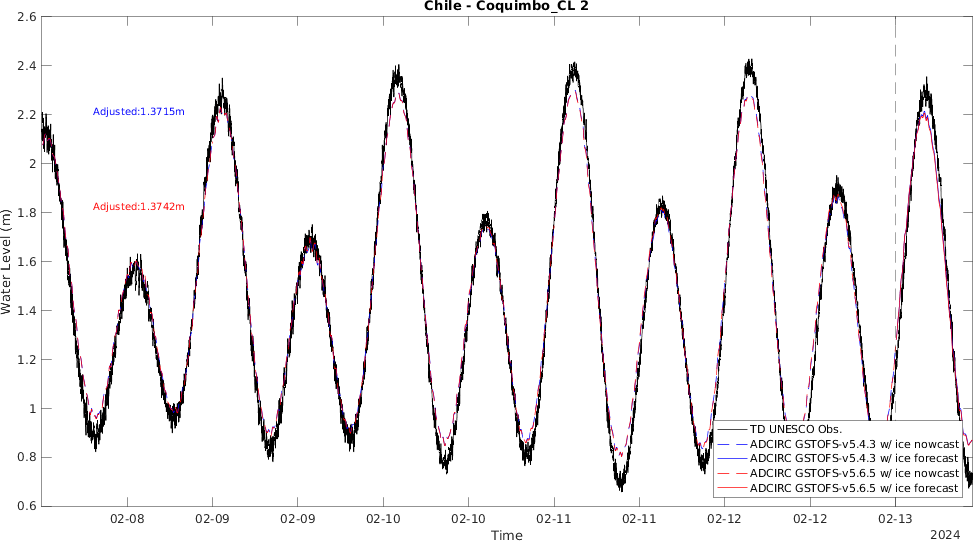 Chile - Coquimbo_CL 2
2.6
2.4
2.2
2
1.8
1.6
1.4
1.2
1
0.8
0.6
Water Level (m)
Adjusted:1.3715m
Adjusted:1.3742m
TD UNESCO Obs.
ADCIRC GSTOFS-v5.4.3 w/ ice nowcast
ADCIRC GSTOFS-v5.4.3 w/ ice forecast
ADCIRC GSTOFS-v5.6.5 w/ ice nowcast
ADCIRC GSTOFS-v5.6.5 w/ ice forecast
02-08 02-09 02-09 02-10 02-10 02-11 02-11 02-12 02-12 02-13
Time
2024